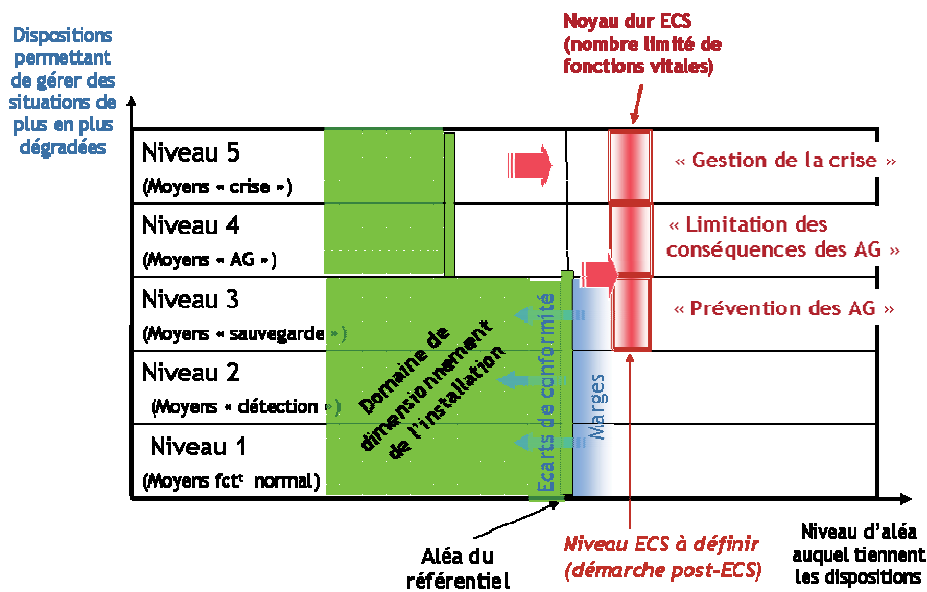 Dispositions
permettant
de gérer des
situations de
plus en plus
dégradées
Noyau dur ECS
(nombre limité de
fonctions vitales)
Niveau 5
(Moyens « crise »)
« Gestion de la crise »
Niveau 4
(Moyens « AG »)
« Limitation des
conséquences des AG »
Niveau 3
(Moyens « sauvegarde » )
« Prévention des AG »
Niveau 2
(Moyens « détection »)
Niveau 1
(Moyens fctᵗ normal)
Domaine de
dimensionnement
de l’installation
Ecarts de conformité
Marges
Aléa du
référentiel
Niveau ECS à définir
(démarche post-ECS)
Niveau d’aléa
auquel tiennent
les dispositions